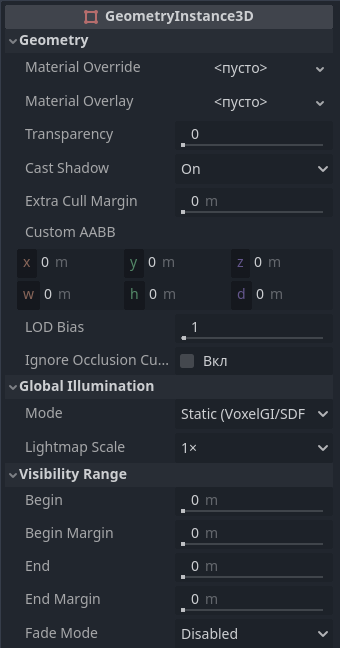 GeometryInstance3D
Geometry
Material Override <пусто>
Material Overlay <пусто>
Transparency 0
Cast Shadow On
Extra Cull Margin 0 m
Custom AABB
x 0 m y 0 m z 0 m
w 0 m h 0 m d 0 m
LOD Bias 1
Ignore Occlusion Cu... Вкл
Global Illumination
Mode Static (VoxelGI/SDF
Lightmap Scale 1×
Visibility Range
Begin 0 m
Begin Margin 0 m
End 0 m
End Margin 0 m
Fade Mode Disabled